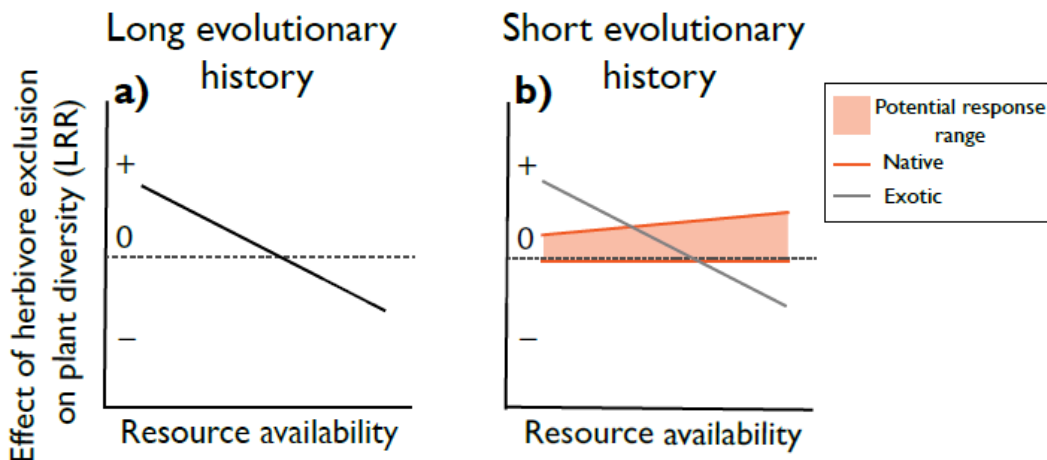 Long evolutionary
history
Short evolutionary
history
a)
b)
Effect of herbivore exclusion
on plant diversity (LRR)
+
0
−
+
0
−
Resource availability
Resource availability
Potential response
range
Native
Exotic